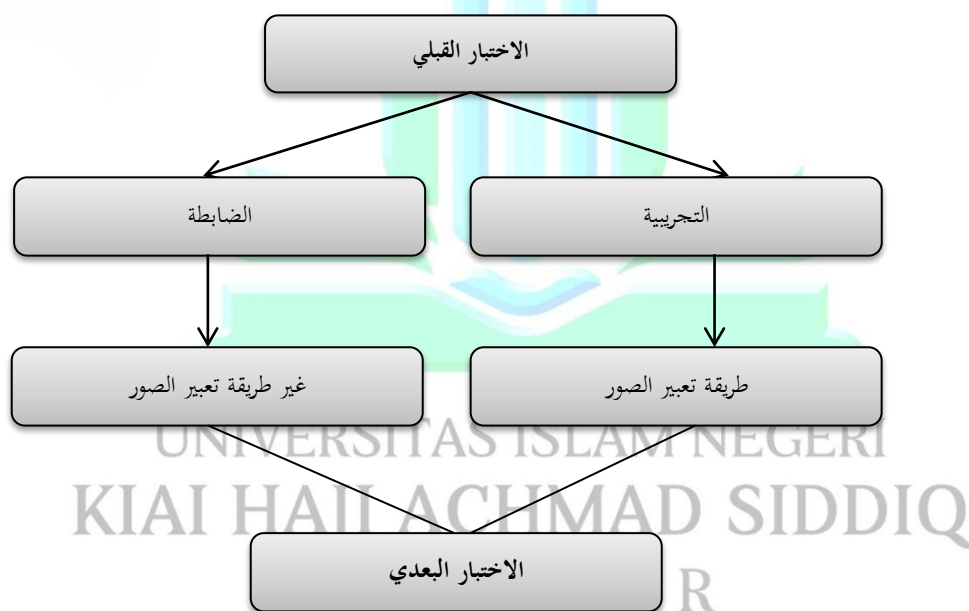 الاختبار القبلي
التجريبية
الضابطة
طريقة تعبير الصور
غير طريقة تعبير الصور
UNIVERSITAS ISLAM NEGERI
KIAI HAJI ACHMAD SIDDIQ
الاختبار البعدي
R